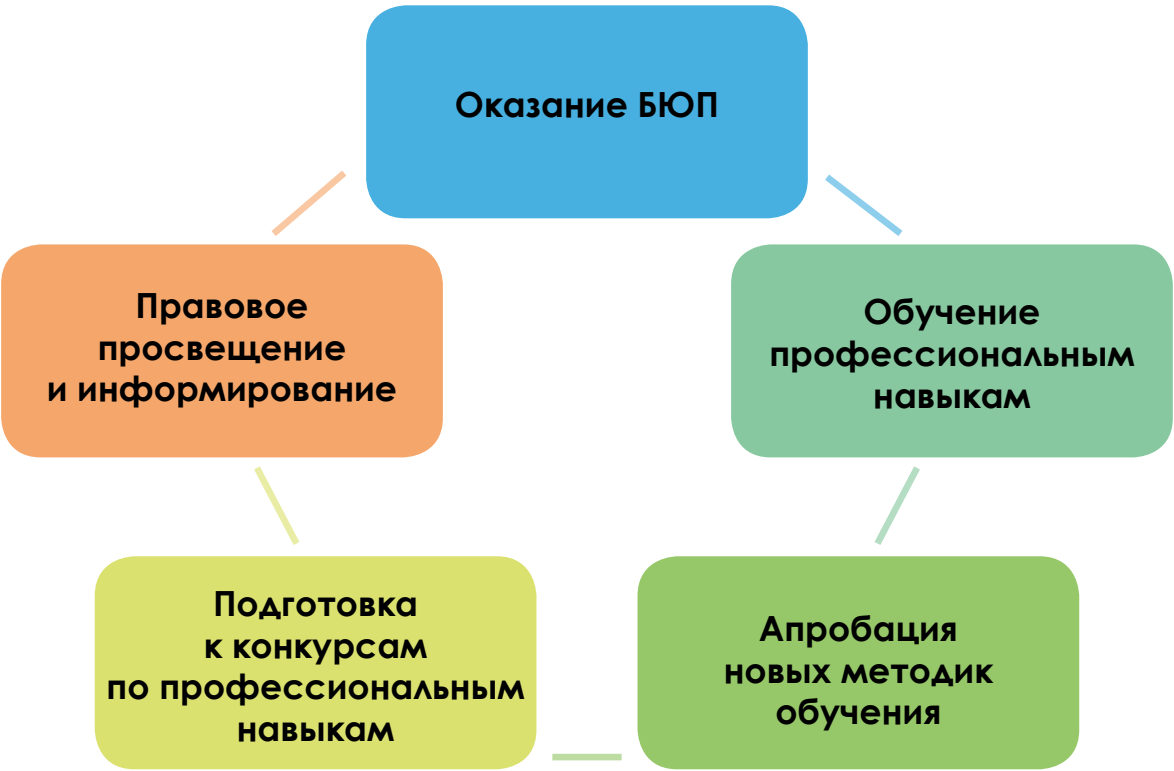 Оказание БЮП
Правовое
просвещение
и информирование
Обучение
профессиональным
навыкам
Подготовка
к конкурсам
по профессиональным
навыкам
Апробация
новых методик
обучения